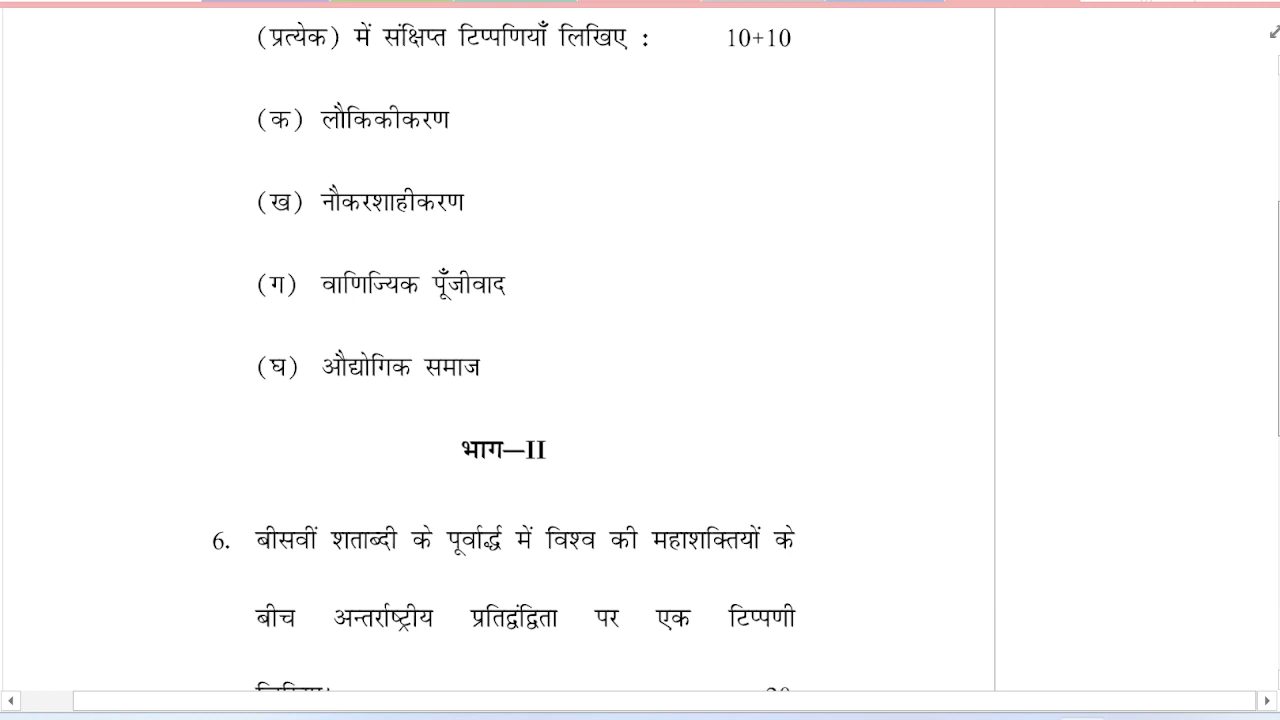 (प्रत्येक) में संक्षिप्त टिप्पणियाँ लिखिए : 10+10
(क) लौकिकीकरण
(ख) नौकरशाहीकरण
(ग) वाणिज्यिक पूँजीवाद
(घ) औद्योगिक समाज
भाग—II
6. बीसवीं शताब्दी के पूर्वार्द्ध में विश्व की महाशक्तियों के
बीच अन्तर्राष्ट्रीय प्रतिद्वंद्विता पर एक टिप्पणी